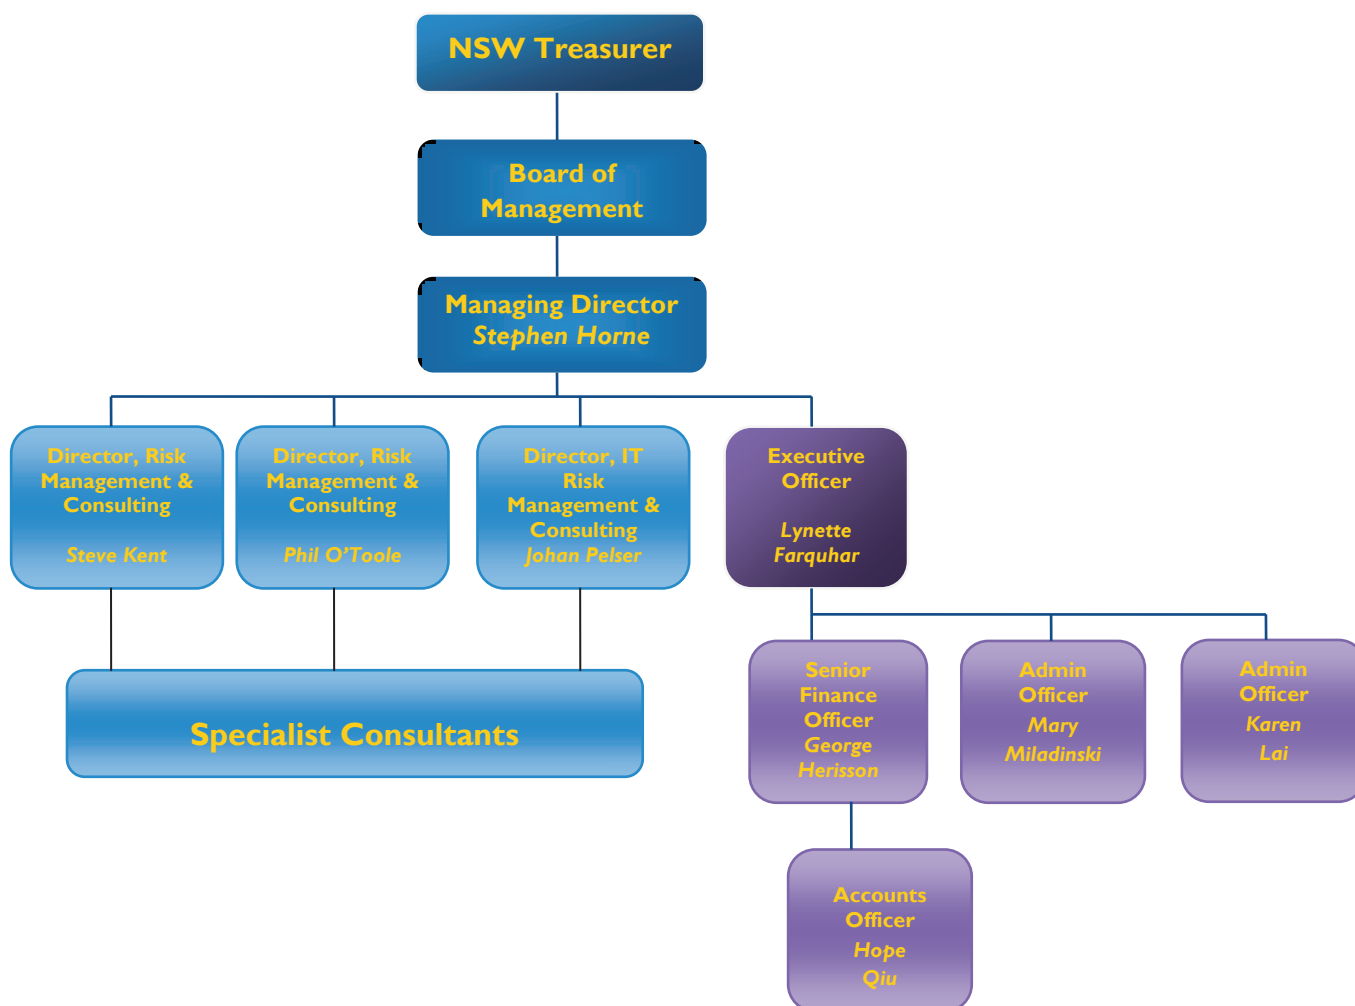 NSW Treasurer
Board of
Management
Managing Director
Stephen Horne
Director, Risk
Management &
Consulting
Steve Kent
Director, Risk
Management &
Consulting
Phil O'Toole
Director, IT
Risk
Management &
Consulting
Johan Pelser
Executive
Officer
Lynette
Farquhar
Specialist Consultants
Senior
Finance
Officer
George
Herisson
Admin
Officer
Mary
Miladinski
Admin
Officer
Karen
Lai
Accounts
Officer
Hope
Qiu